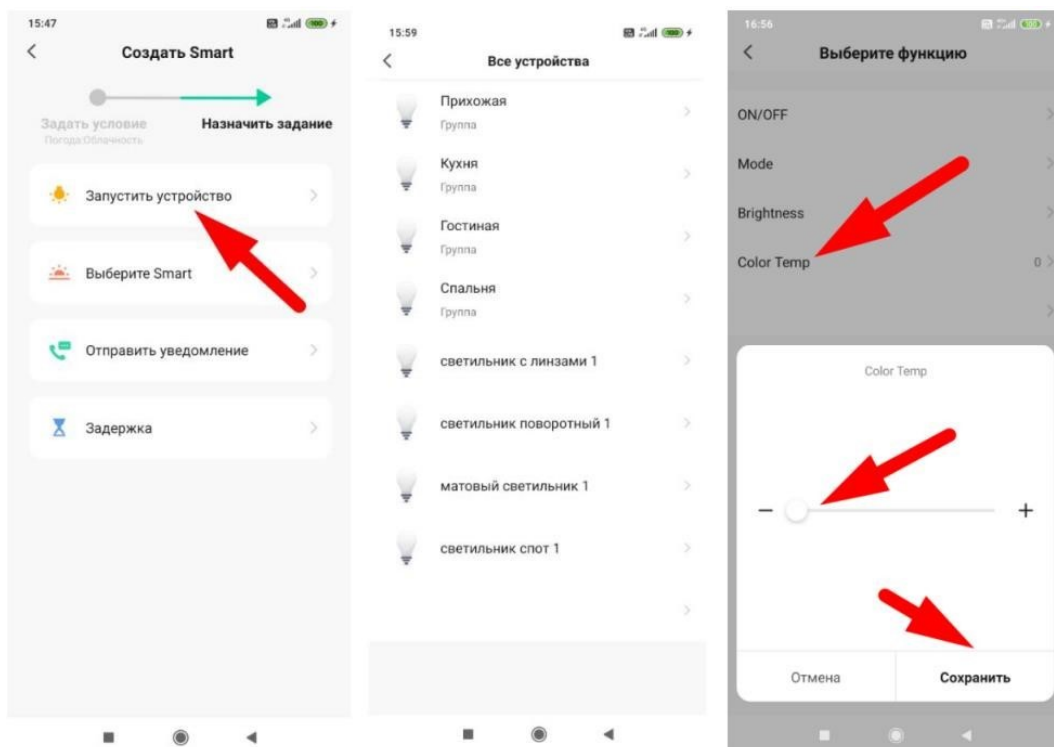 15:47
Создать Smart
Задать условие
Погода:Облачность
Назначить задание
Запустить устройство
Выберите Smart
Отправить уведомление
Задержка
15:59
Все устройства
Прихожая
Группа
Кухня
Группа
Гостиная
Группа
Спальня
Группа
светильник с линзами 1
светильник поворотный 1
матовый светильник 1
светильник спот 1
16:56
Выберите функцию
ON/OFF
Mode
Brightness
Color Temp
0
Color Temp
− +
Отмена
Сохранить